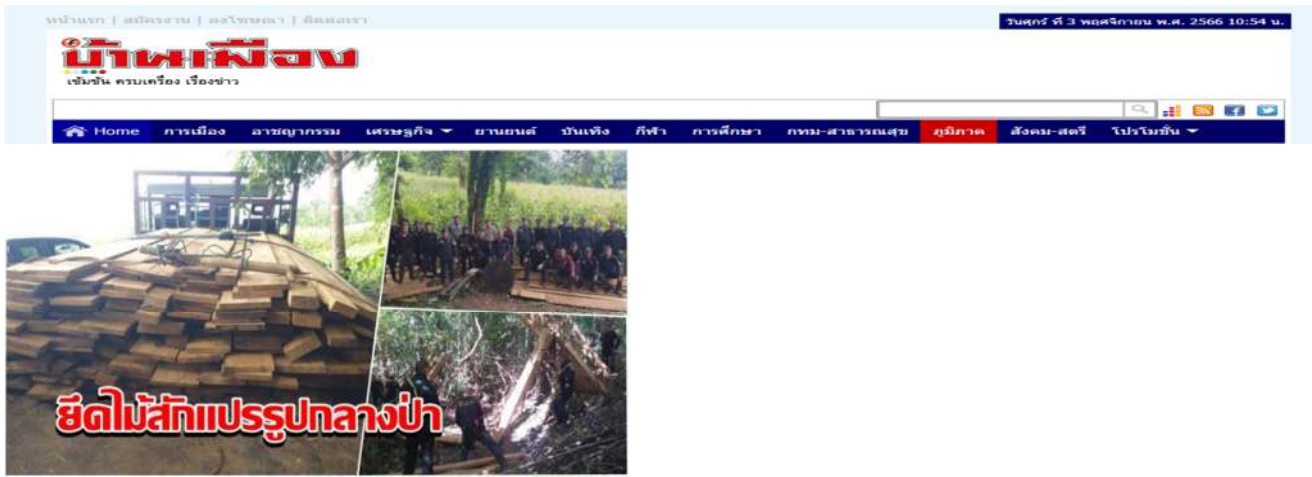 หน้าแรก | สมัครงาน | ลงโฆษณา | ติดต่อเรา
วันศุกร์ ที่ 3 พฤศจิกายน พ.ศ. 2566 10:54 น.
บ้านเมือง
เข้มข้น ครบเครื่อง เรื่องข่าว
Home การเมือง อาชญากรรม เศรษฐกิจ ยานยนต์ บันเทิง กีฬา การศึกษา กทม-สาธารณสุข ภูมิภาค สังคม-สตรี โปรโมชั่น
ยึดไม้สักแปรรูปกลางป่า